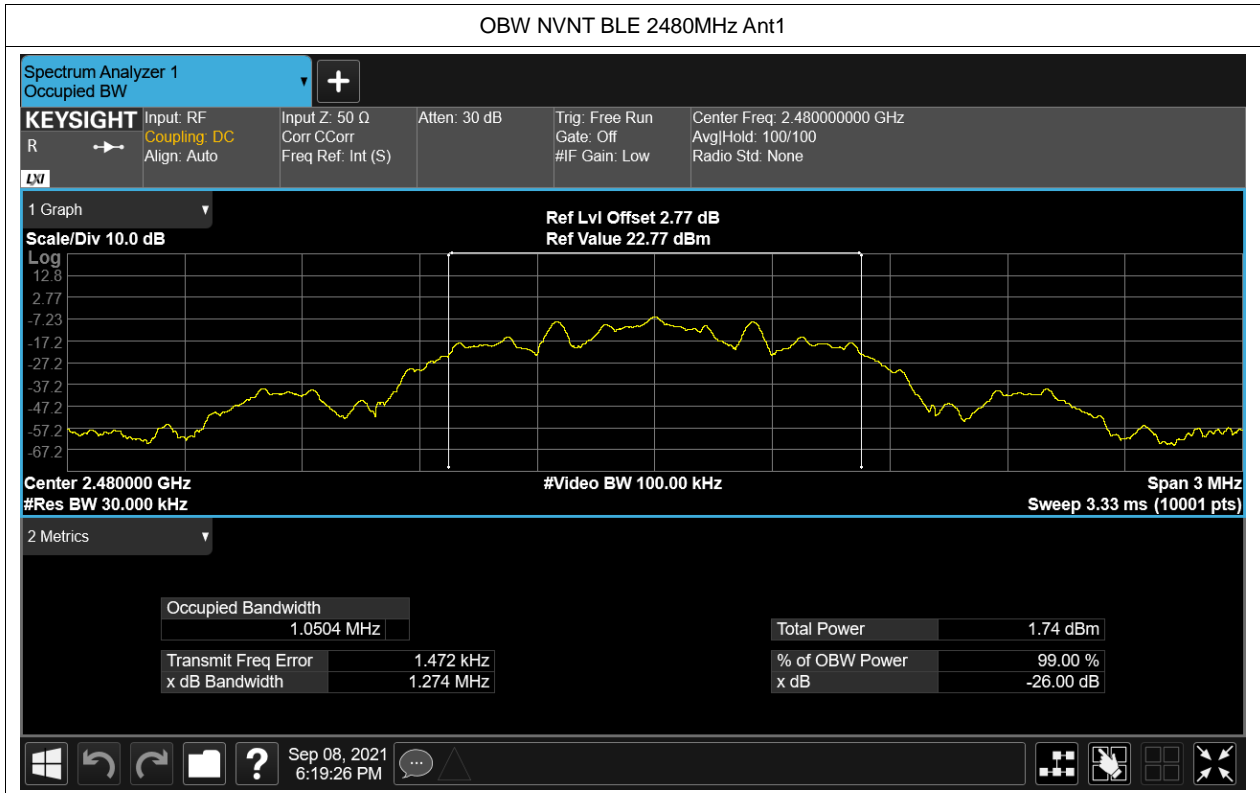 OBW NVNT BLE 2480MHz Ant1
Spectrum Analyzer 1
Occupied BW
KEYSIGHT
R
LXI
Input: RF
Coupling: DC
Align: Auto
Input Z: 50 Ω
Corr CCorr
Freq Ref: Int (S)
Atten: 30 dB
Trig: Free Run
Gate: Off
#IF Gain: Low
Center Freq: 2.480000000 GHz
Avg|Hold: 100/100
Radio Std: None
1 Graph
Scale/Div 10.0 dB
Ref Lvl Offset 2.77 dB
Ref Value 22.77 dBm
Log
12.8
2.77
-7.23
-17.2
-27.2
-37.2
-47.2
-57.2
-67.2
Center 2.480000 GHz
#Video BW 100.00 kHz
Span 3 MHz
#Res BW 30.000 kHz
Sweep 3.33 ms (10001 pts)
2 Metrics
Occupied Bandwidth
1.0504 MHz
Total Power 1.74 dBm
Transmit Freq Error 1.472 kHz
% of OBW Power 99.00 %
x dB Bandwidth 1.274 MHz
x dB -26.00 dB
?
Sep 08, 2021
6:19:26 PM